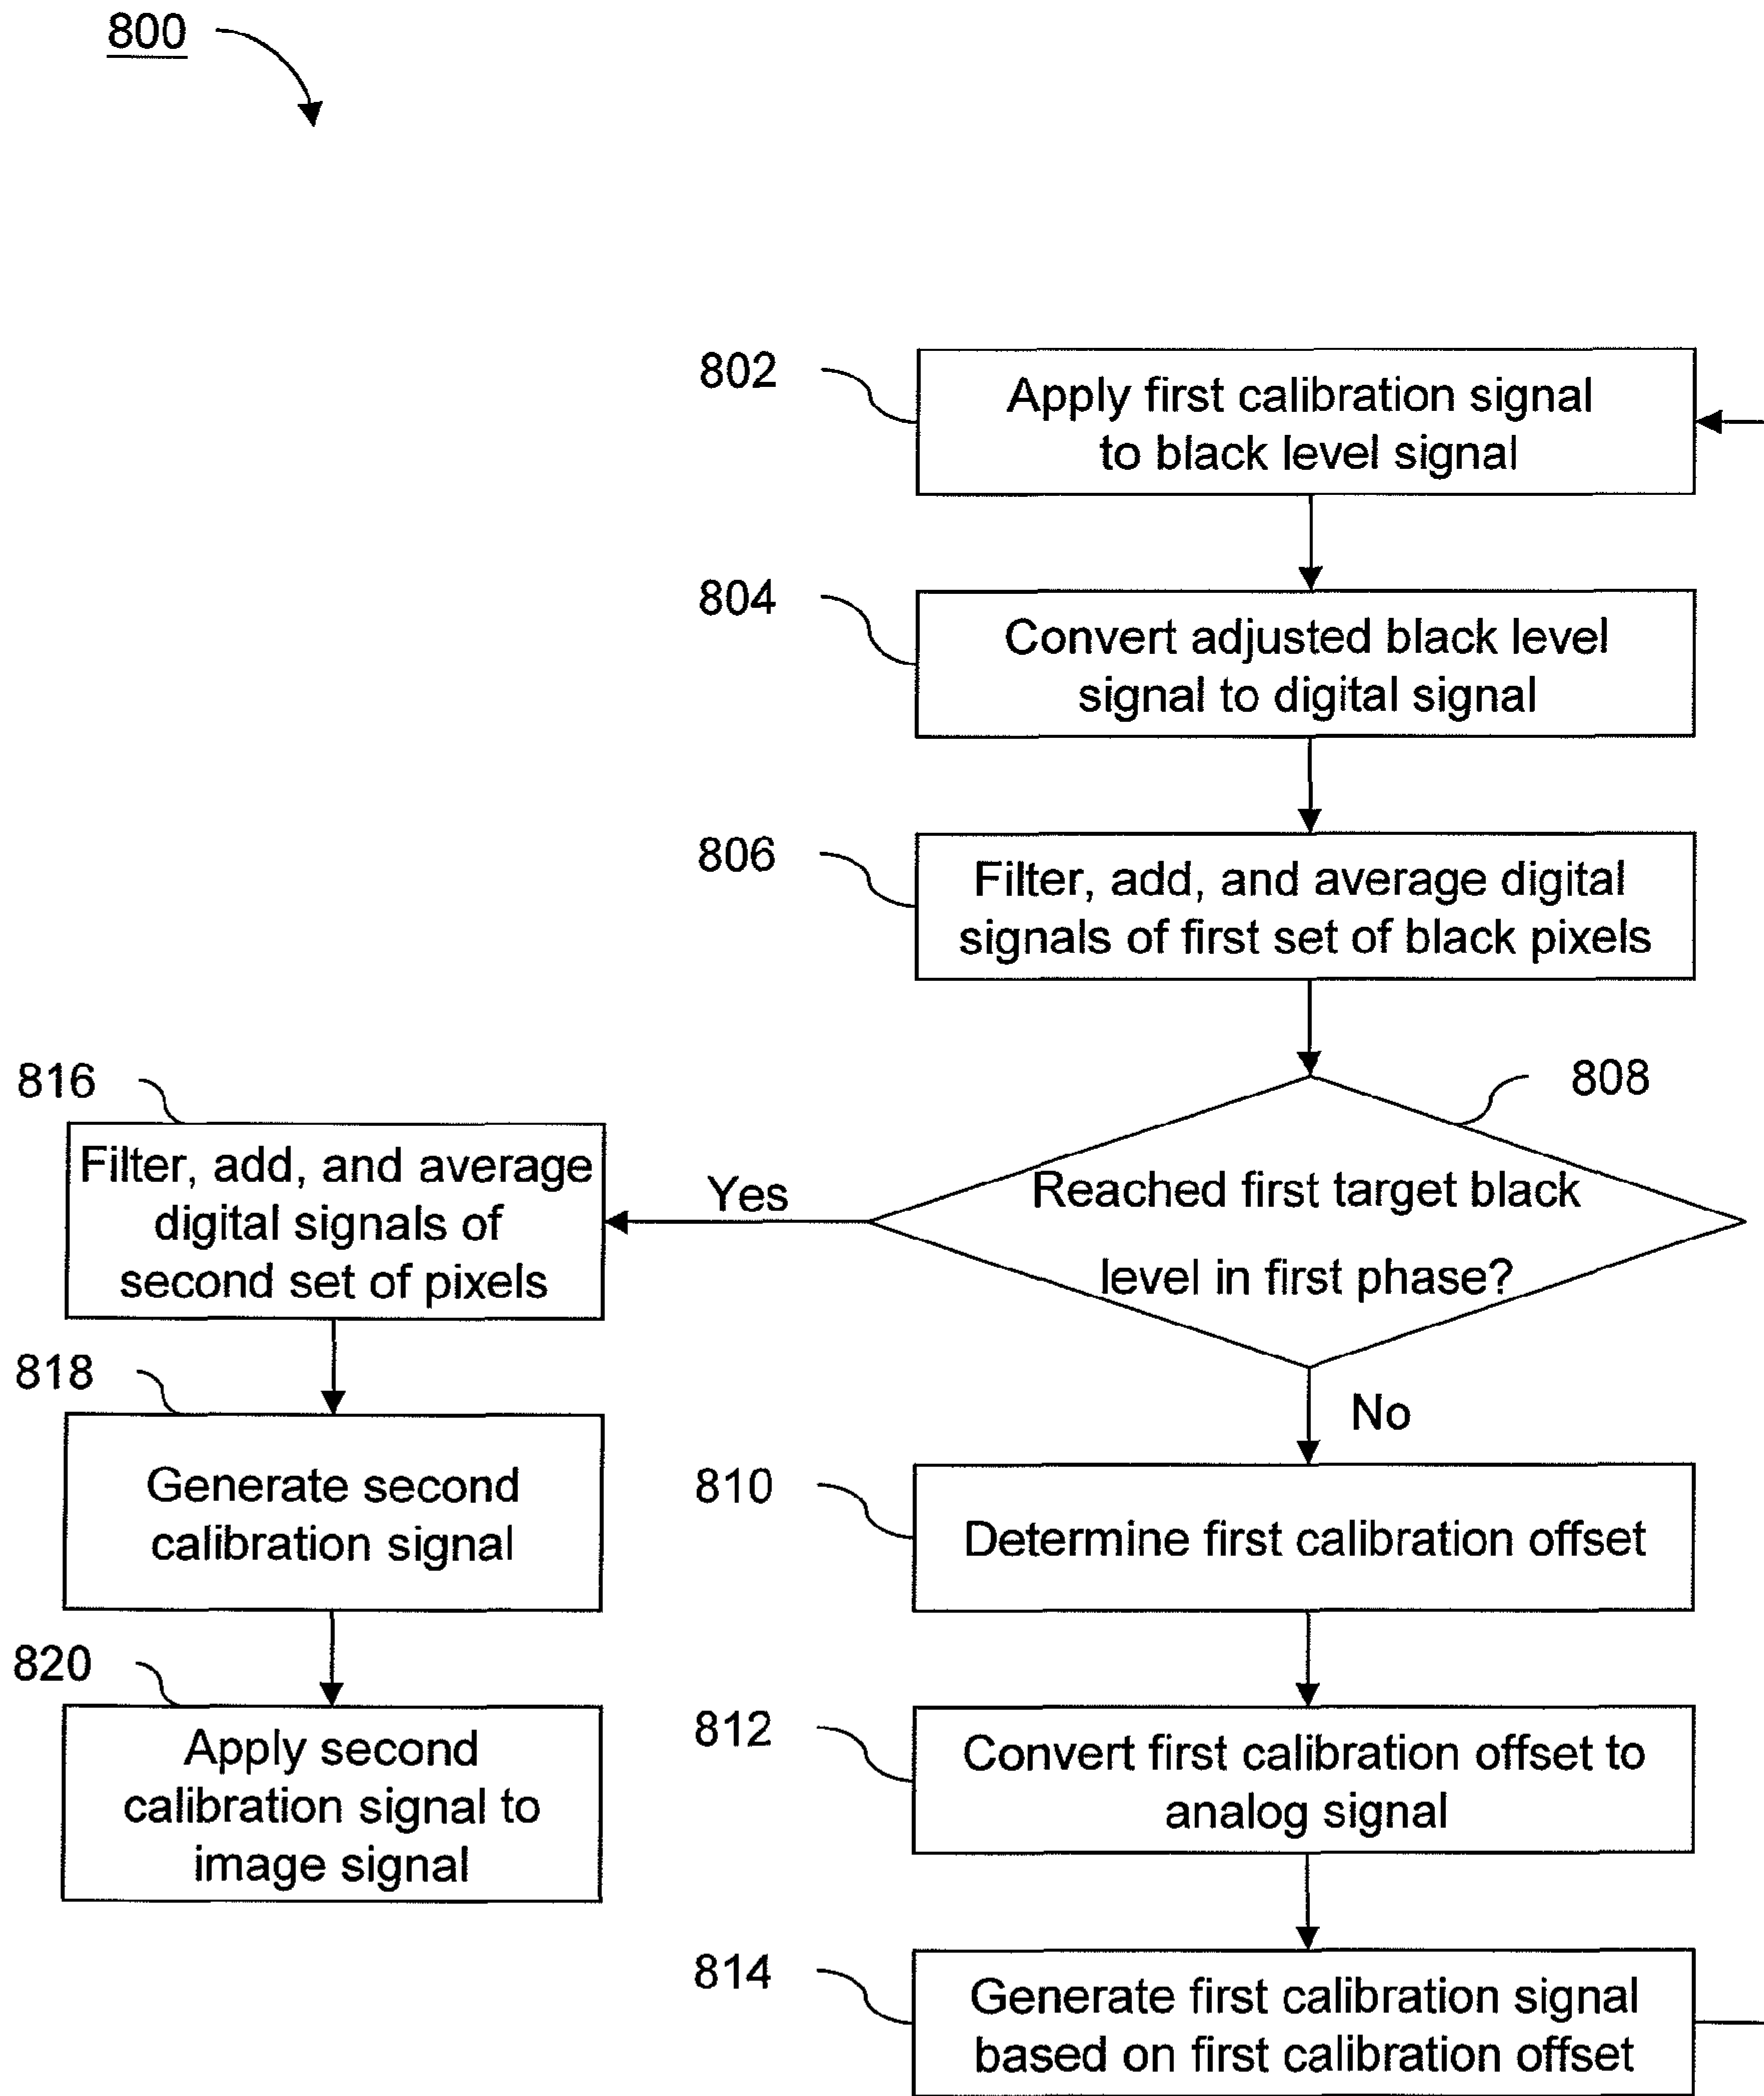 800
802
Apply first calibration signal
to black level signal
804
Convert adjusted black level
signal to digital signal
806
Filter, add, and average digital
signals of first set of black pixels
808
Reached first target black
level in first phase?
Yes
No
816
Filter, add, and average
digital signals of
second set of pixels
818
Generate second
calibration signal
820
Apply second
calibration signal to
image signal
810
Determine first calibration offset
812
Convert first calibration offset to
analog signal
814
Generate first calibration signal
based on first calibration offset